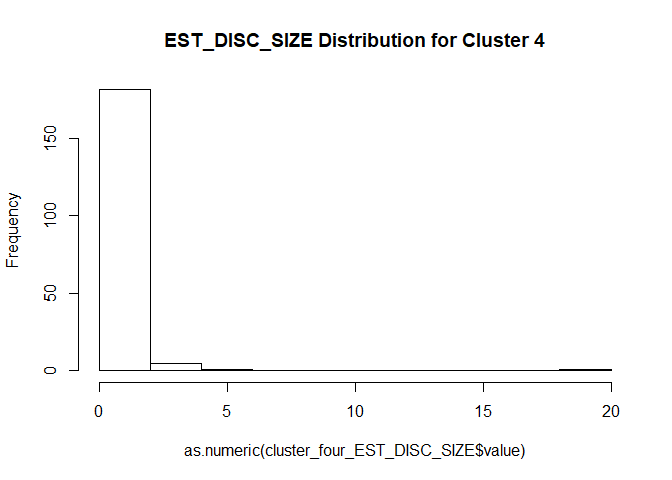 EST_DISC_SIZE Distribution for Cluster 4
Frequency
150
100
50
0
0 5 10 15 20
as.numeric(cluster_four_EST_DISC_SIZE$value)